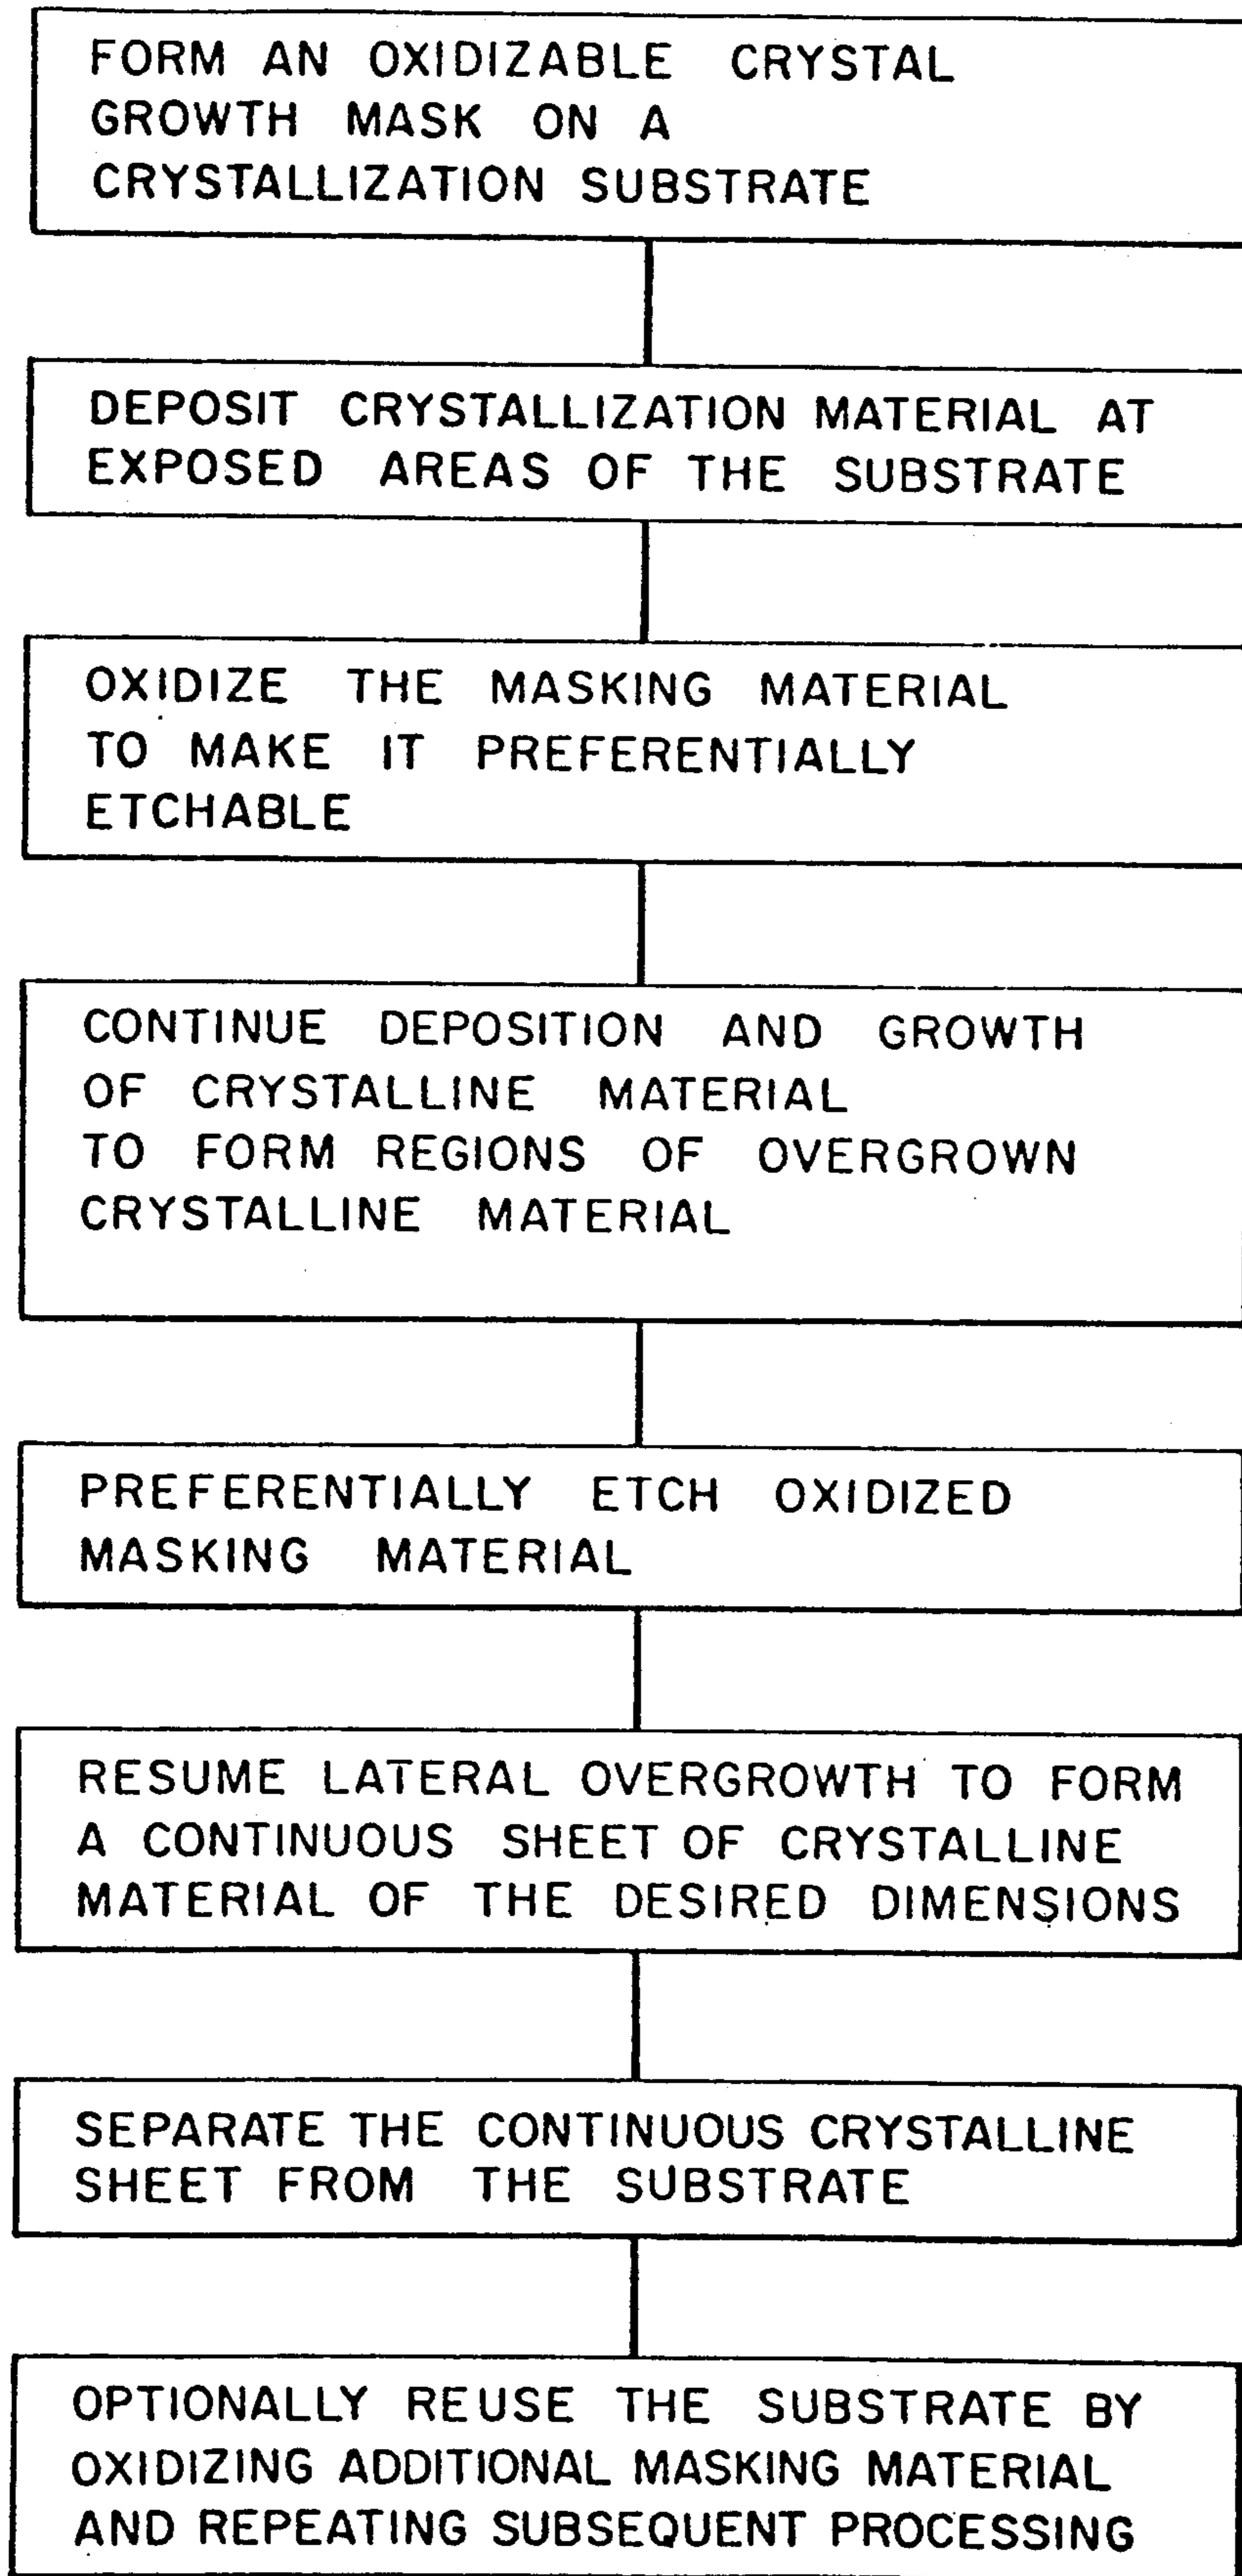 FORM AN OXIDIZABLE CRYSTAL
GROWTH MASK ON A
CRYSTALLIZATION SUBSTRATE
DEPOSIT CRYSTALLIZATION MATERIAL AT
EXPOSED AREAS OF THE SUBSTRATE
OXIDIZE THE MASKING MATERIAL
TO MAKE IT PREFERENTIALLY
ETCHABLE
CONTINUE DEPOSITION AND GROWTH
OF CRYSTALLINE MATERIAL
TO FORM REGIONS OF OVERGROWN
CRYSTALLINE MATERIAL
PREFERENTIALLY ETCH OXIDIZED
MASKING MATERIAL
RESUME LATERAL OVERGROWTH TO FORM
A CONTINUOUS SHEET OF CRYSTALLINE
MATERIAL OF THE DESIRED DIMENSIONS
SEPARATE THE CONTINUOUS CRYSTALLINE
SHEET FROM THE SUBSTRATE
OPTIONALLY REUSE THE SUBSTRATE BY
OXIDIZING ADDITIONAL MASKING MATERIAL
AND REPEATING SUBSEQUENT PROCESSING